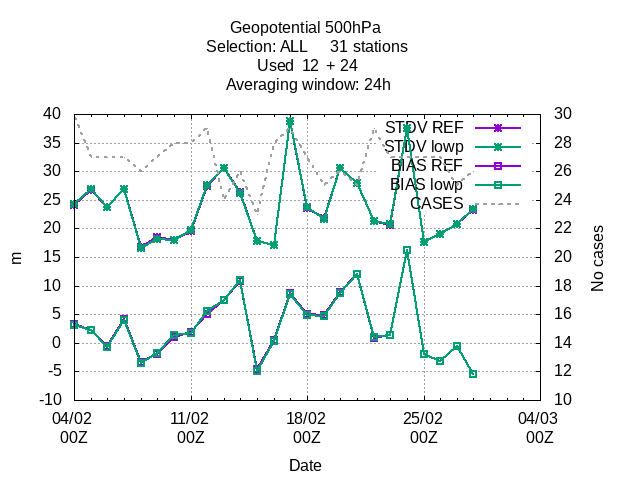 Geopotential 500hPa
Selection: ALL 31 stations
Used 12 + 24
Averaging window: 24h
STDV REF
STDV lowp
BIAS REF
BIAS lowp
CASES
40
35
30
25
20
15
10
5
0
-5
-10
m
30
28
26
24
22
20
18
16
14
12
10
No cases
04/02 11/02 18/02 25/02 04/03
00Z 00Z 00Z 00Z 00Z
Date